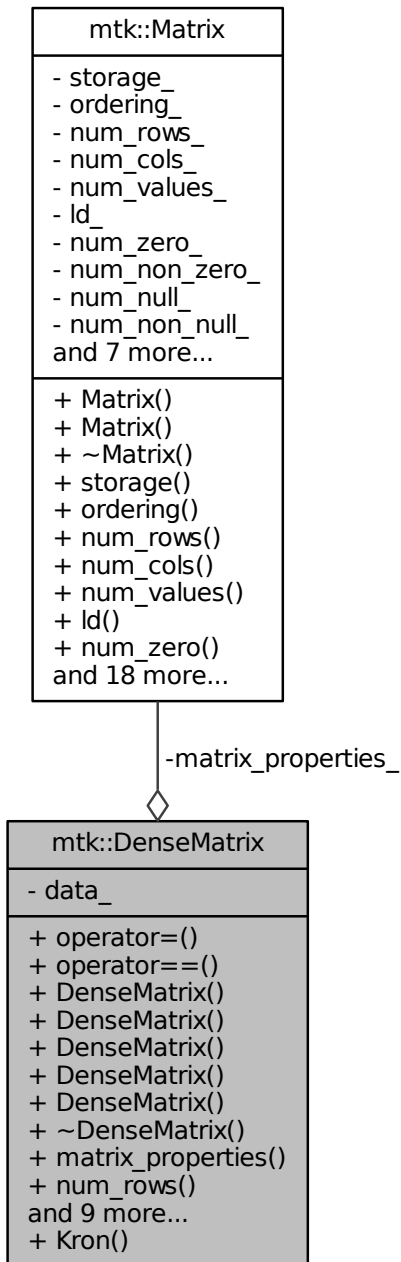 mtk::Matrix
- storage_
- ordering_
- num_rows_
- num_cols_
- num_values_
- ld_
- num_zero_
- num_non_zero_
- num_null_
- num_non_null_
and 7 more...
+ Matrix()
+ Matrix()
+ ~Matrix()
+ storage()
+ ordering()
+ num_rows()
+ num_cols()
+ num_values()
+ ld()
+ num_zero()
and 18 more...
-matrix_properties_
mtk::DenseMatrix
- data_
+ operator=()
+ operator==()
+ DenseMatrix()
+ DenseMatrix()
+ DenseMatrix()
+ DenseMatrix()
+ DenseMatrix()
+ ~DenseMatrix()
+ matrix_properties()
+ num_rows()
and 9 more...
+ Kron()